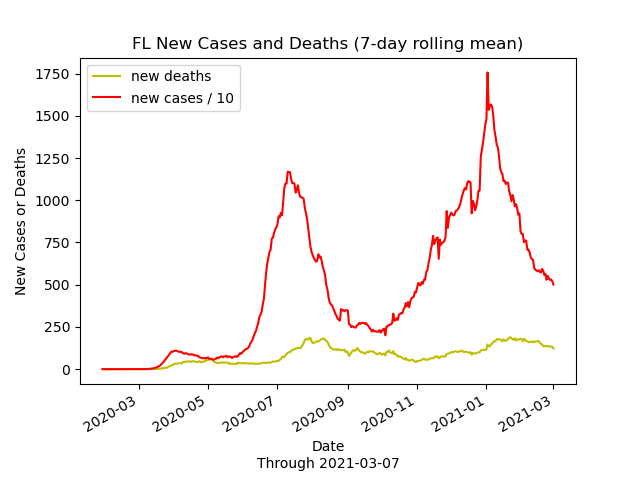 FL New Cases and Deaths (7-day rolling mean)
new deaths
new cases / 10
New Cases or Deaths
1750
1500
1250
1000
750
500
250
0
2020-03
2020-05
2020-07
2020-09
2020-11
2021-01
2021-03
Date
Through 2021-03-07